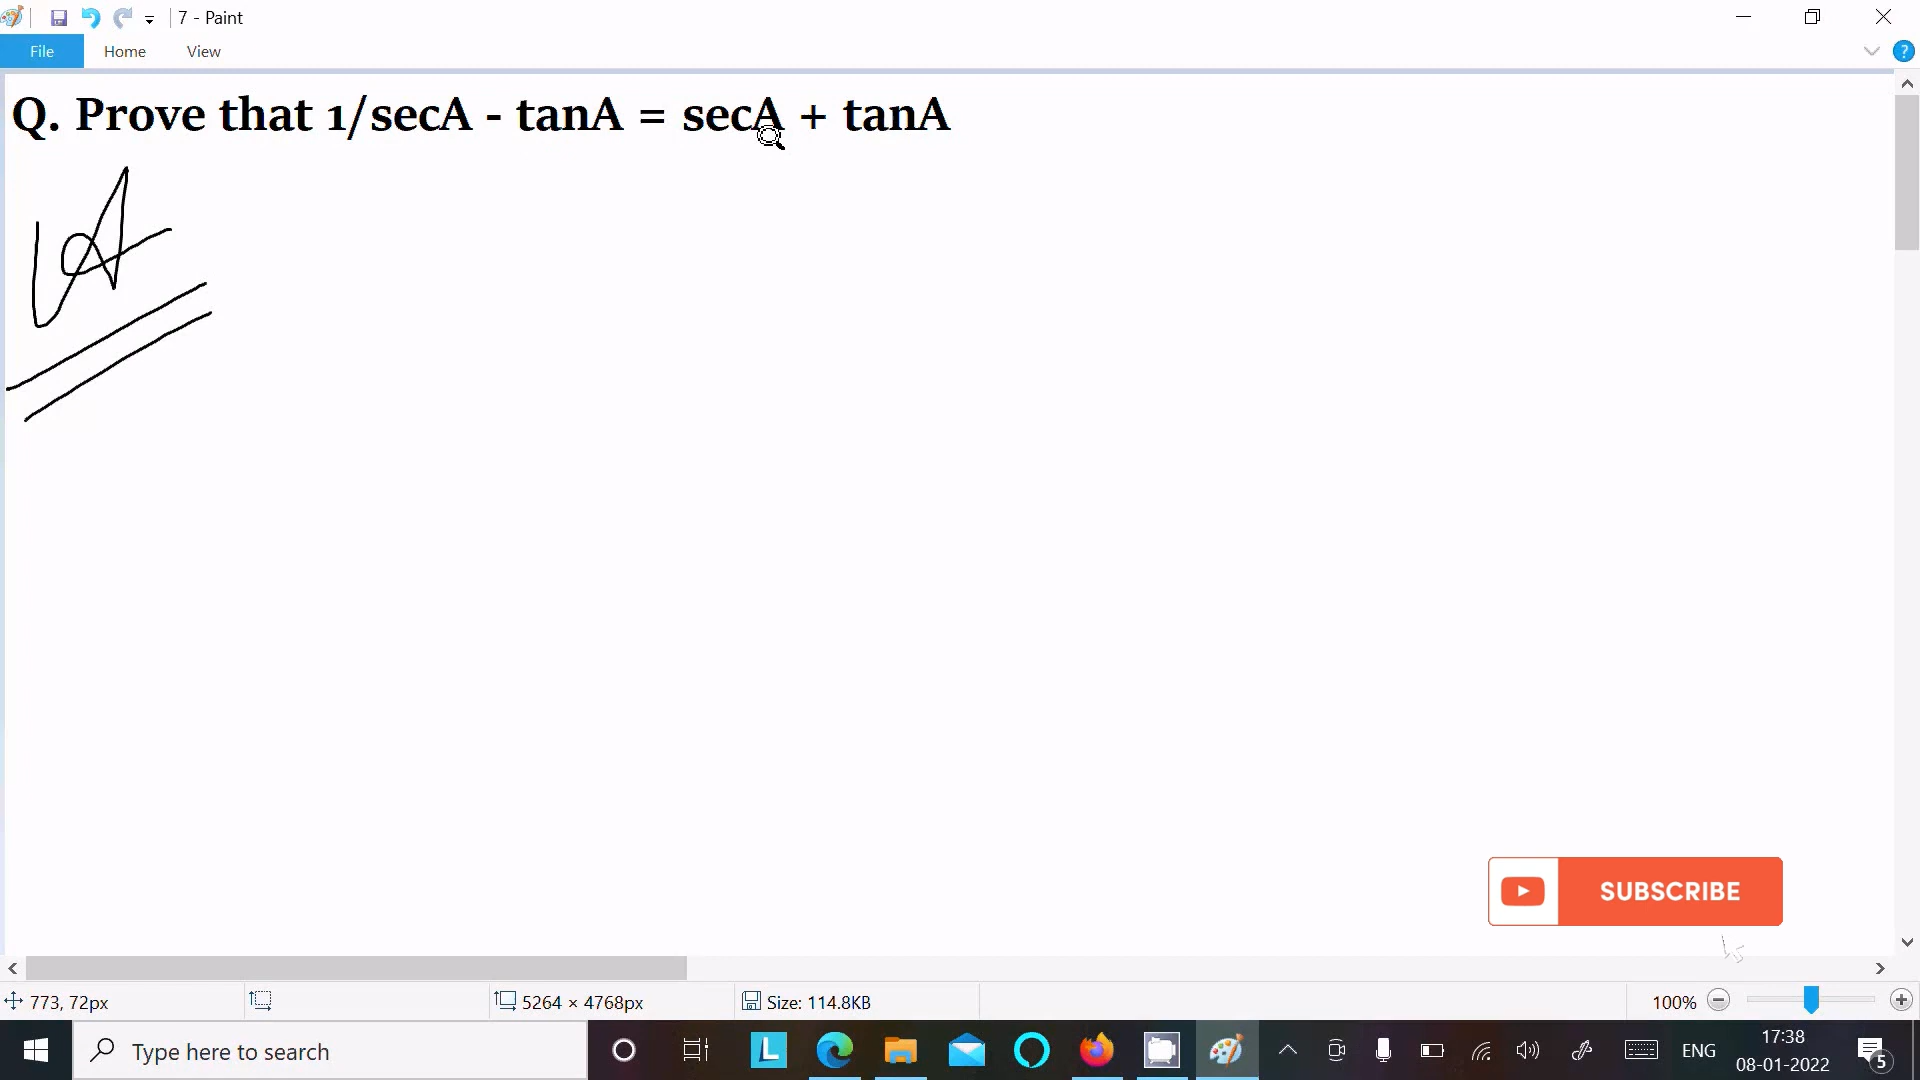 7 - Paint
File Home View
Q. Prove that 1/secA - tanA = secA + tanA
SUBSCRIBE
773, 72px 5264 × 4768px Size: 114.8KB 100%
Type here to search L ENG 17:38
08-01-2022 5